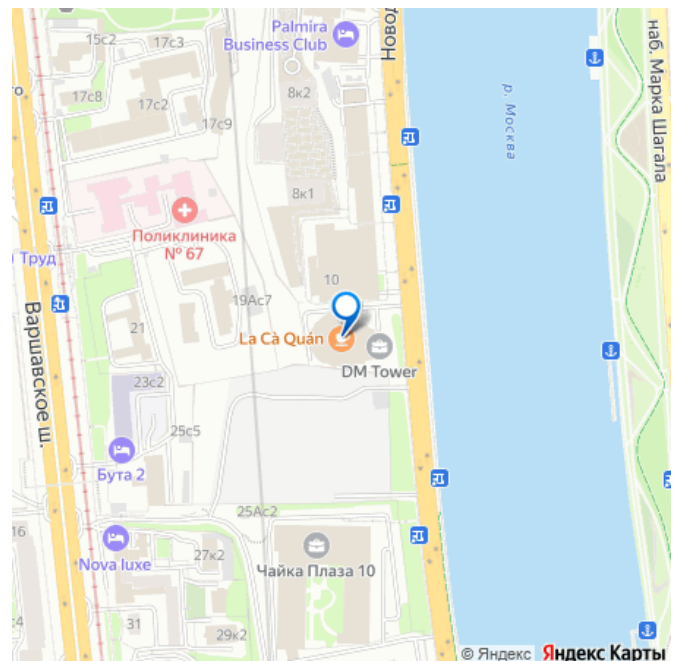 Palmira
Business Club
Новод
наб. Марка Шагала
15с2
17с3
8к2
17с8
17с2
17с9
р. Москва
8к1
Поликлиника
№ 67
Труд
10
19Ас7
La Cà Quán
21
DM Tower
Варшавское ш.
23с2
25с5
Бута 2
25Ас2
16
Nova luxe
27к2
Чайка Плаза 10
31
29к2
© Яндекс Яндекс Карты